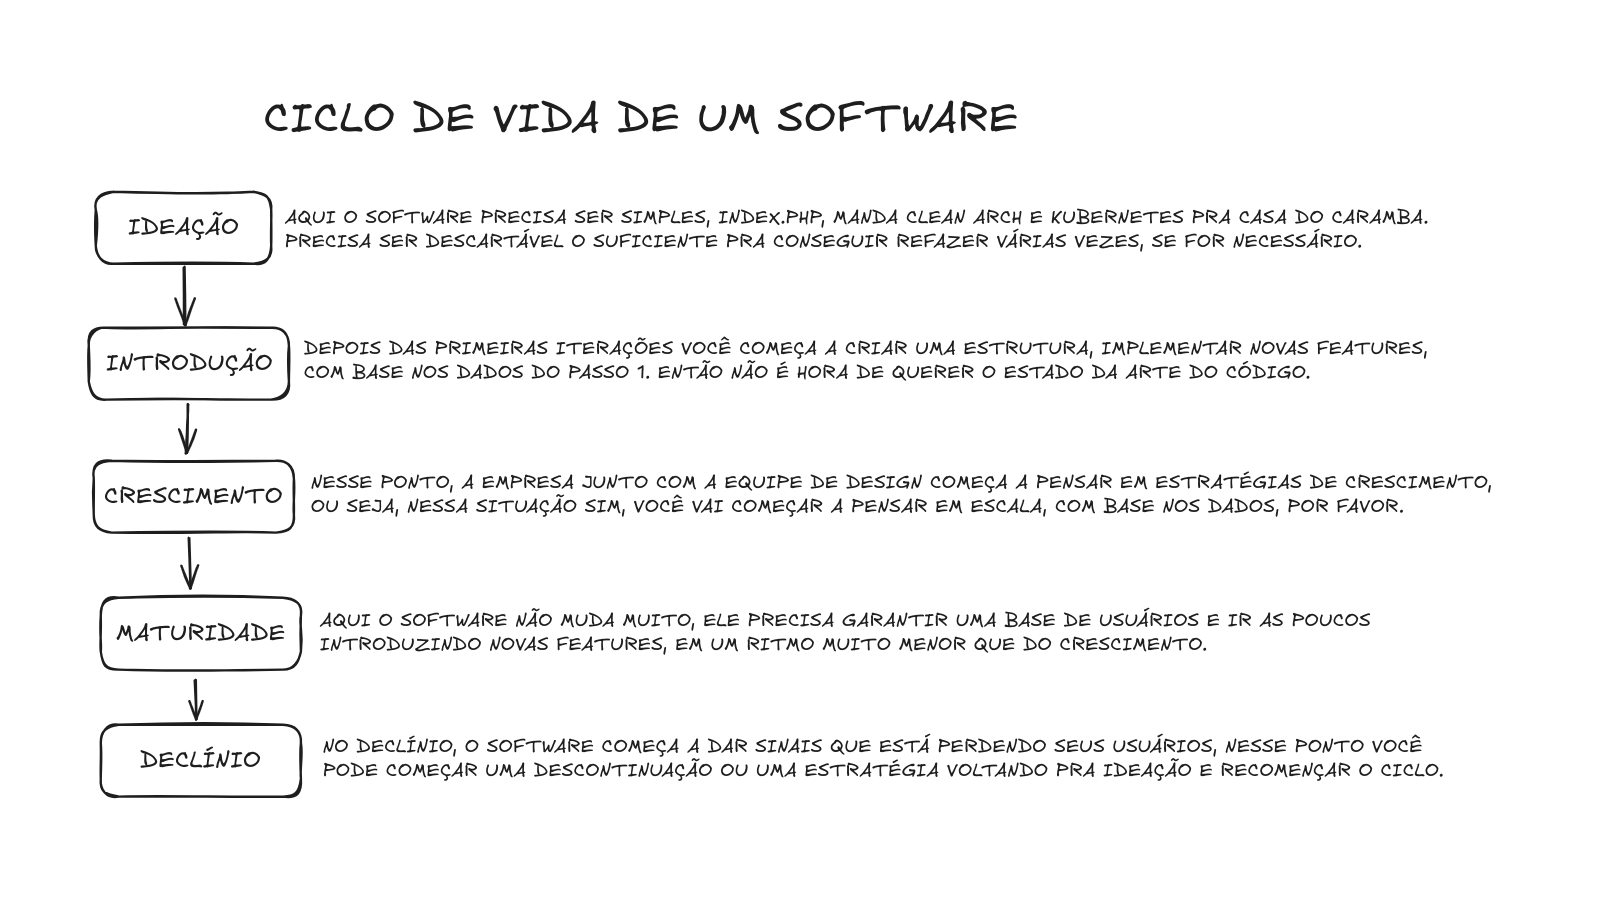 CICLO DE VIDA DE UM SOFTWARE
IDEAÇÃO
AQUI O SOFTWARE PRECISA SER SIMPLES, INDEX.PHP, MANDA CLEAN ARCH E KUBERNETES PRA CASA DO CARAMBA.
PRECISA SER DESCARTÁVEL O SUFICIENTE PRA CONSEGUIR REFAZER VÁRIAS VEZES, SE FOR NECESSÁRIO.
INTRODUÇÃO
DEPOIS DAS PRIMEIRAS ITERAÇÕES VOCÊ COMEÇA A CRIAR UMA ESTRUTURA, IMPLEMENTAR NOVAS FEATURES,
COM BASE NOS DADOS DO PASSO 1. ENTÃO NÃO É HORA DE QUERER O ESTADO DA ARTE DO CÓDIGO.
CRESCIMENTO
NESSE PONTO, A EMPRESA JUNTO COM A EQUIPE DE DESIGN COMEÇA A PENSAR EM ESTRATÉGIAS DE CRESCIMENTO,
OU SEJA, NESSA SITUAÇÃO SIM, VOCÊ VAI COMEÇAR A PENSAR EM ESCALA, COM BASE NOS DADOS, POR FAVOR.
MATURIDADE
AQUI O SOFTWARE NÃO MUDA MUITO, ELE PRECISA GARANTIR UMA BASE DE USUÁRIOS E IR AS POUCOS
INTRODUZINDO NOVAS FEATURES, EM UM RITMO MUITO MENOR QUE DO CRESCIMENTO.
DECLÍNIO
NO DECLÍNIO, O SOFTWARE COMEÇA A DAR SINAIS QUE ESTÁ PERDENDO SEUS USUÁRIOS, NESSE PONTO VOCÊ
PODE COMEÇAR UMA DESCONTINUAÇÃO OU UMA ESTRATÉGIA VOLTANDO PRA IDEAÇÃO E RECOMENÇAR O CICLO.